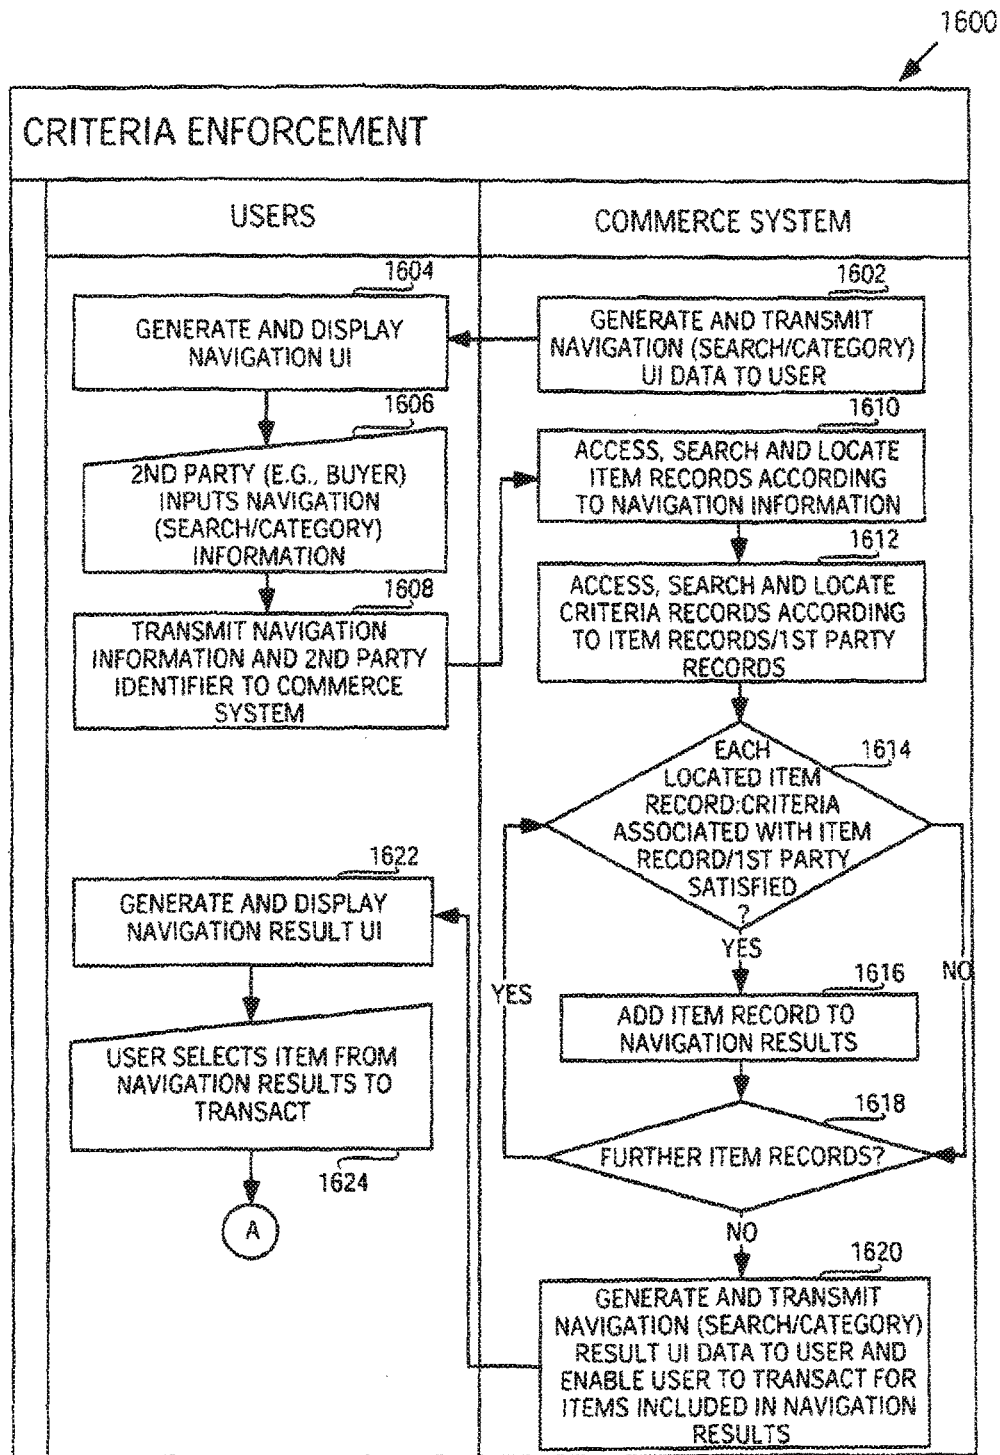 1600
CRITERIA ENFORCEMENT
USERS
COMMERCE SYSTEM
1604
GENERATE AND DISPLAY
NAVIGATION UI
1602
GENERATE AND TRANSMIT
NAVIGATION (SEARCH/CATEGORY)
UI DATA TO USER
1606
2ND PARTY (E.G., BUYER)
INPUTS NAVIGATION
(SEARCH/CATEGORY)
INFORMATION
1610
ACCESS, SEARCH AND LOCATE
ITEM RECORDS ACCORDING
TO NAVIGATION INFORMATION
1608
TRANSMIT NAVIGATION
INFORMATION AND 2ND PARTY
IDENTIFIER TO COMMERCE
SYSTEM
1612
ACCESS, SEARCH AND LOCATE
CRITERIA RECORDS ACCORDING
TO ITEM RECORDS/1ST PARTY
RECORDS
1614
EACH
LOCATED ITEM
RECORD:CRITERIA
ASSOCIATED WITH ITEM
RECORD/1ST PARTY
SATISFIED
?
YES
NO
YES
1616
ADD ITEM RECORD TO
NAVIGATION RESULTS
1618
FURTHER ITEM RECORDS?
NO
1620
GENERATE AND TRANSMIT
NAVIGATION (SEARCH/CATEGORY)
RESULT UI DATA TO USER AND
ENABLE USER TO TRANSACT FOR
ITEMS INCLUDED IN NAVIGATION
RESULTS
1622
GENERATE AND DISPLAY
NAVIGATION RESULT UI
USER SELECTS ITEM FROM
NAVIGATION RESULTS TO
TRANSACT
1624
A